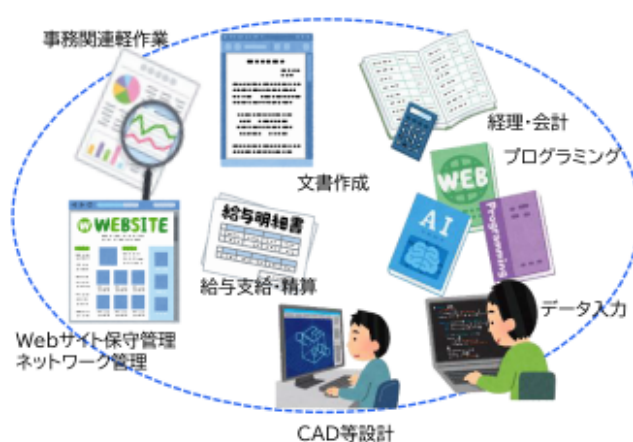 事務関連軽作業
経理・会計
プログラミング
WEB
AI
Programming
文書作成
WEBSITE
給与明細書
給与支給・精算
データ入力
Webサイト保守管理
ネットワーク管理
CAD等設計